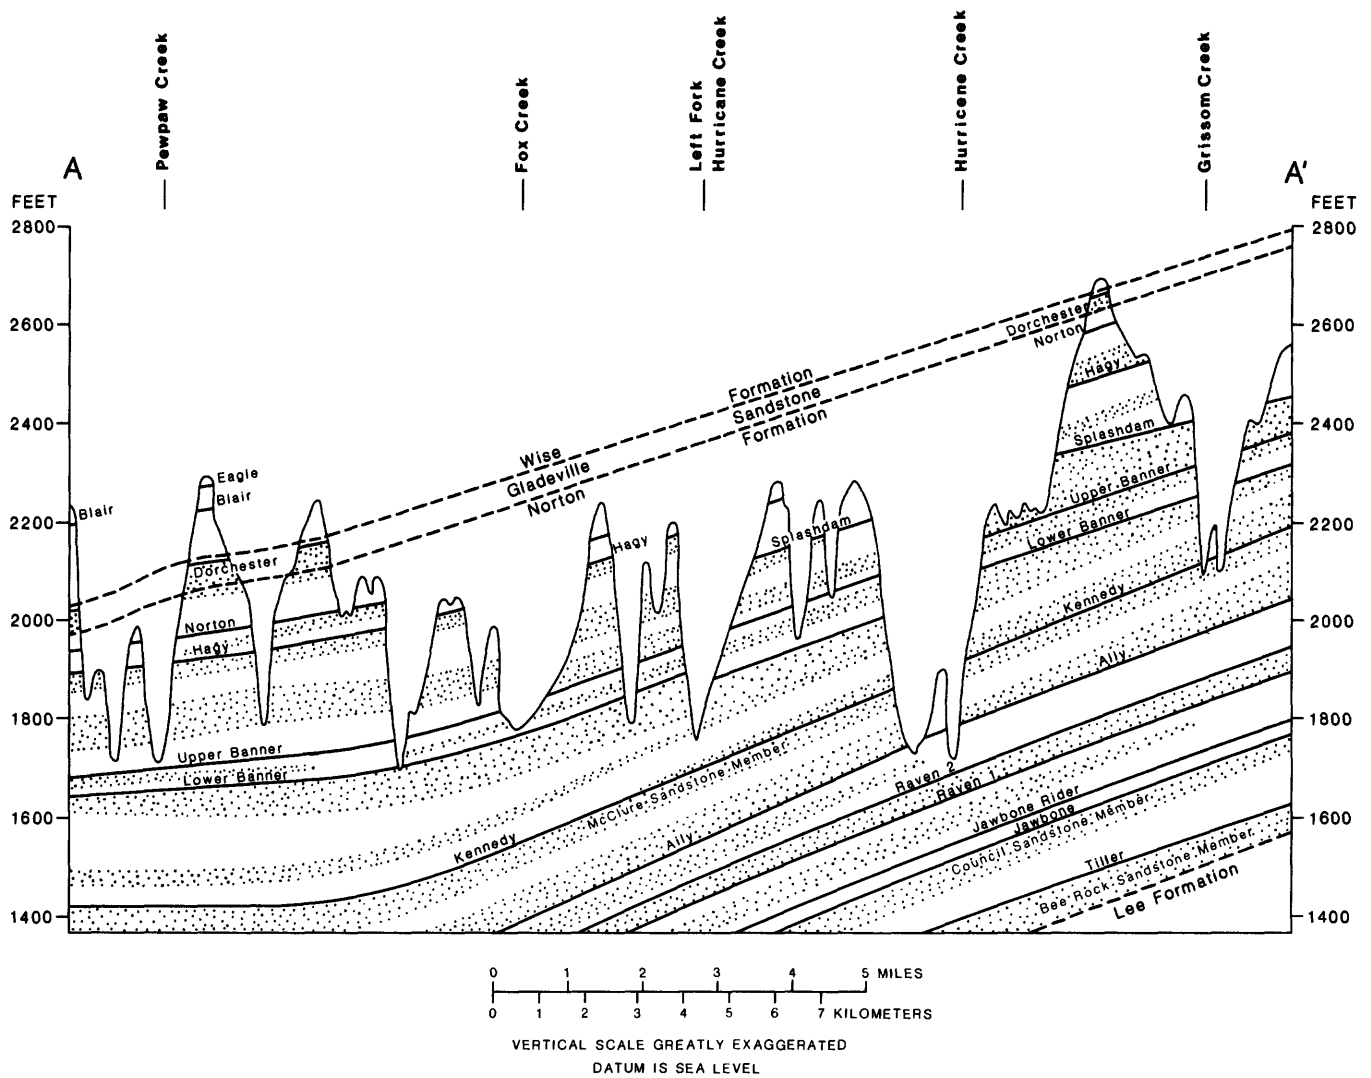 Pewpaw Creek
Fox Creek
Left Fork
Hurricane Creek
Hurricene Creek
Grissom Creek
A
A'
FEET
FEET
2800
2600
2400
2200
2000
1800
1600
1400
2800
2600
2400
2200
2000
1800
1600
1400
Wise Formation
Gladeville Sandstone
Norton Formation
Blair
Eagle
Blair
Dorchester
Norton
Hagy
Upper Banner
Lower Banner
Kennedy
McClure Sandstone Member
Hagy
Splashdam
Ally
Dorchester
Norton
Hagy
Splashdam
Upper Banner
Lower Banner
Kennedy
Ally
Raven 2
Raven 1
Jawbone Rider
Jawbone
Council Sandstone Member
Tiller
Bee Rock Sandstone Member
Lee Formation
0 1 2 3 4 5 MILES
0 1 2 3 4 5 6 7 KILOMETERS
VERTICAL SCALE GREATLY EXAGGERATED
DATUM IS SEA LEVEL